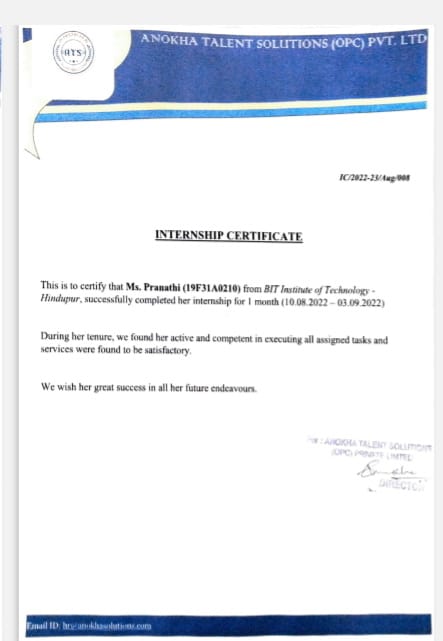 ANOKHA TALENT SOLUTIONS (OPC) PVT. LTD
ATS
IC/2022-23/Aug/008
INTERNSHIP CERTIFICATE
This is to certify that Ms. Pranathi (19F31A0210) from BIT Institute of Technology -
Hindupur, successfully completed her internship for 1 month (10.08.2022 – 03.09.2022)
During her tenure, we found her active and competent in executing all assigned tasks and
services were found to be satisfactory.
We wish her great success in all her future endeavours.
For : ANOKHA TALENT SOLUTIONS
(OPC) PRIVATE LIMITED
DIRECTOR
Email ID: hr@anokhasolutions.com